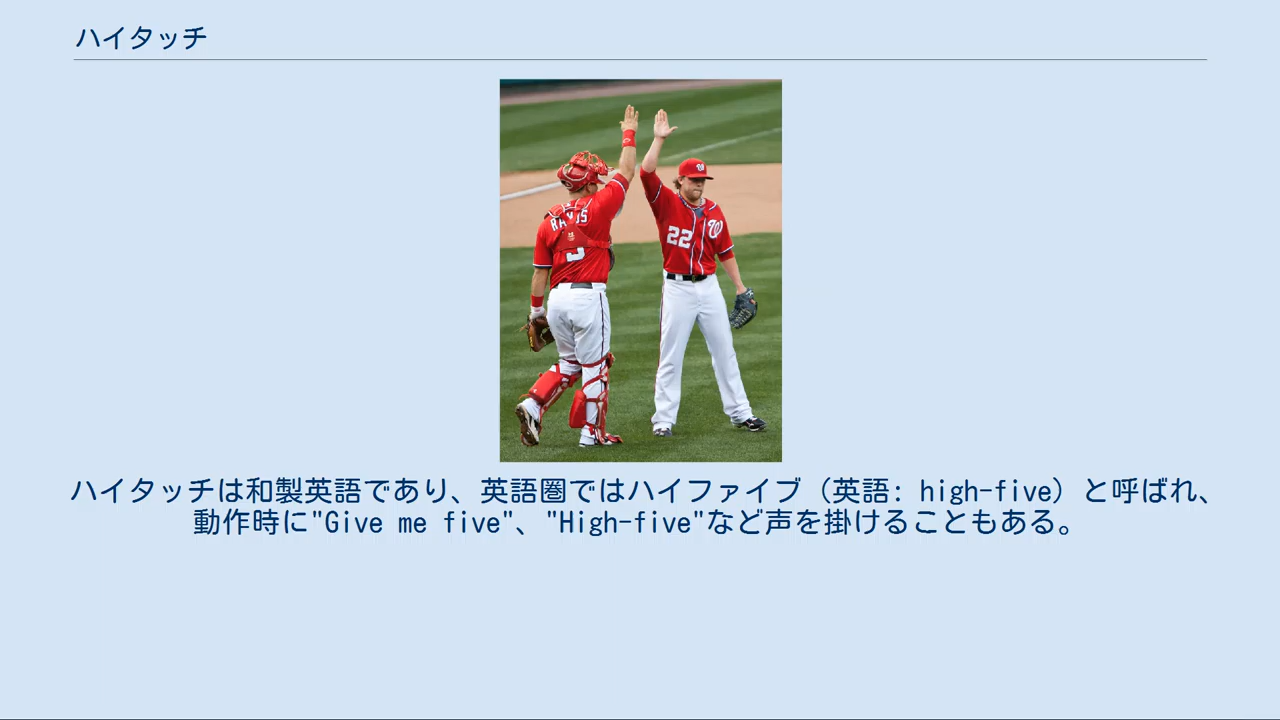 ハイタッチ
RAMOS
22
W
ハイタッチは和製英語であり、英語圏ではハイファイブ（英語: high-five）と呼ばれ、
動作時に"Give me five"、"High-five"など声を掛けることもある。